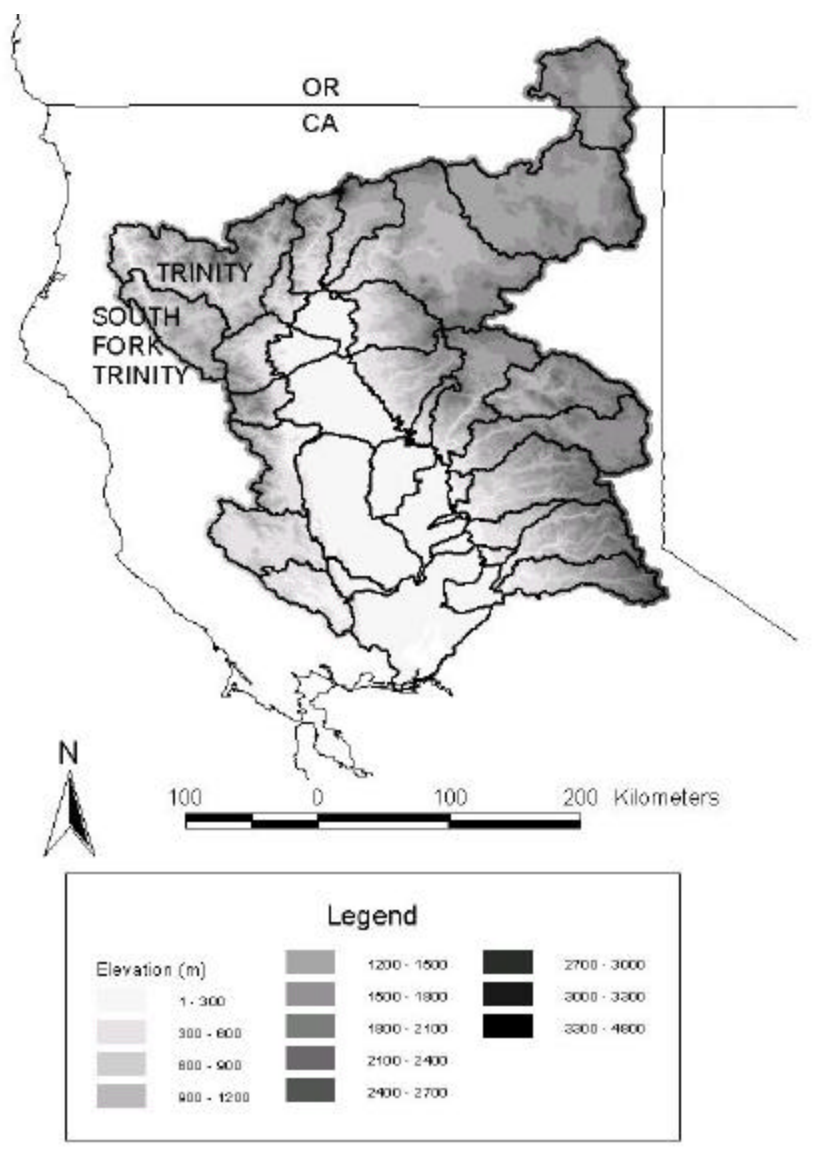 OR
CA
TRINITY
SOUTH
FORK
TRINITY
N
100 0 100 200 Kilometers
Legend
Elevation (m)
1 - 300
300 - 600
600 - 900
900 - 1200
1200 - 1500
1500 - 1800
1800 - 2100
2100 - 2400
2400 - 2700
2700 - 3000
3000 - 3300
3300 - 4800